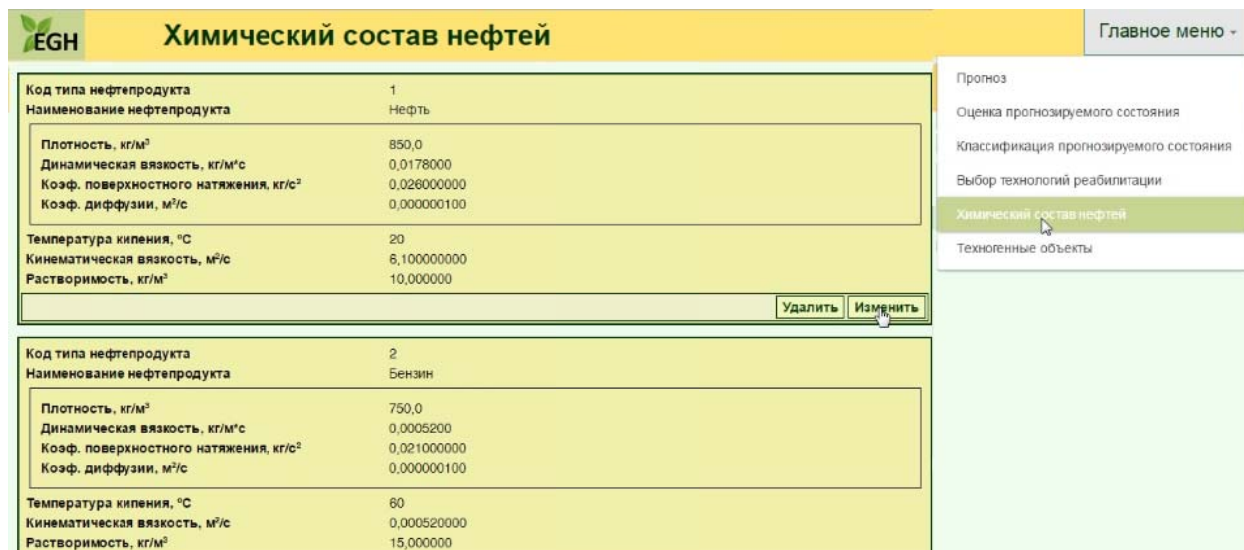 EGH
Химический состав нефтей
Главное меню
Код типа нефтепродукта 1
Наименование нефтепродукта Нефть
Плотность, кг/м³ 850,0
Динамическая вязкость, кг/м*с 0,0178000
Коэф. поверхностного натяжения, кг/с² 0,026000000
Коэф. диффузии, м²/с 0,000000100
Температура кипения, ºС 20
Кинематическая вязкость, м²/с 6,100000000
Растворимость, кг/м³ 10,000000
Удалить Изменить
Код типа нефтепродукта 2
Наименование нефтепродукта Бензин
Плотность, кг/м³ 750,0
Динамическая вязкость, кг/м*с 0,0005200
Коэф. поверхностного натяжения, кг/с² 0,021000000
Коэф. диффузии, м²/с 0,000000100
Температура кипения, ºС 60
Кинематическая вязкость, м²/с 0,000520000
Растворимость, кг/м³ 15,000000
Прогноз
Оценка прогнозируемого состояния
Классификация прогнозируемого состояния
Выбор технологий реабилитации
Химический состав нефтей
Техногенные объекты